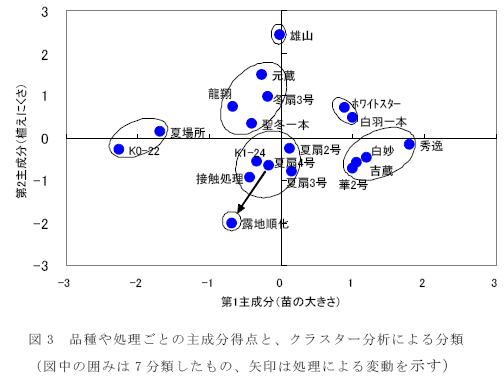 3
2
1
0
−1
−2
−3
第2主成分(植えにくさ)
雄山
元蔵
龍翔
冬扇3号
聖冬一本
ホワイトスター
白羽一本
夏場所
K0-22
K1-24
夏扇2号
夏扇4号
接触処理
夏扇3号
秀逸
白妙
吉蔵
華2号
露地順化
−3 −2 −1 0 1 2 3
第1主成分(苗の大きさ)
図3 品種や処理ごとの主成分得点と、クラスター分析による分類
(図中の囲みは7分類したもの、矢印は処理による変動を示す)